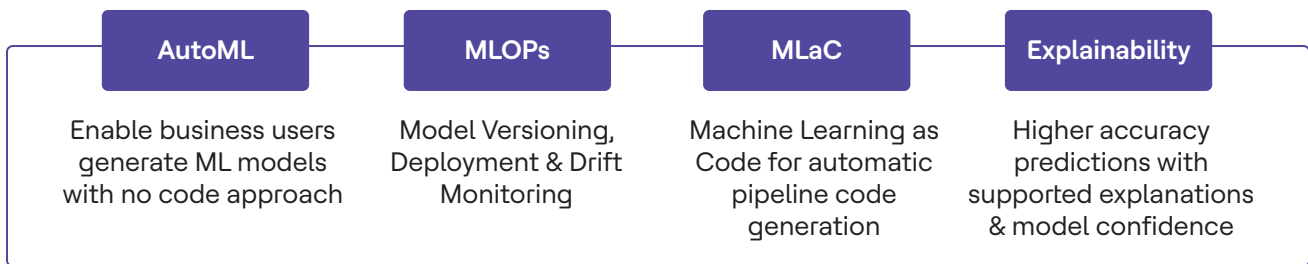 AutoML
Enable business users
generate ML models
with no code approach
MLOPs
Model Versioning,
Deployment & Drift
Monitoring
MLaC
Machine Learning as
Code for automatic
pipeline code
generation
Explainability
Higher accuracy
predictions with
supported explanations
& model confidence